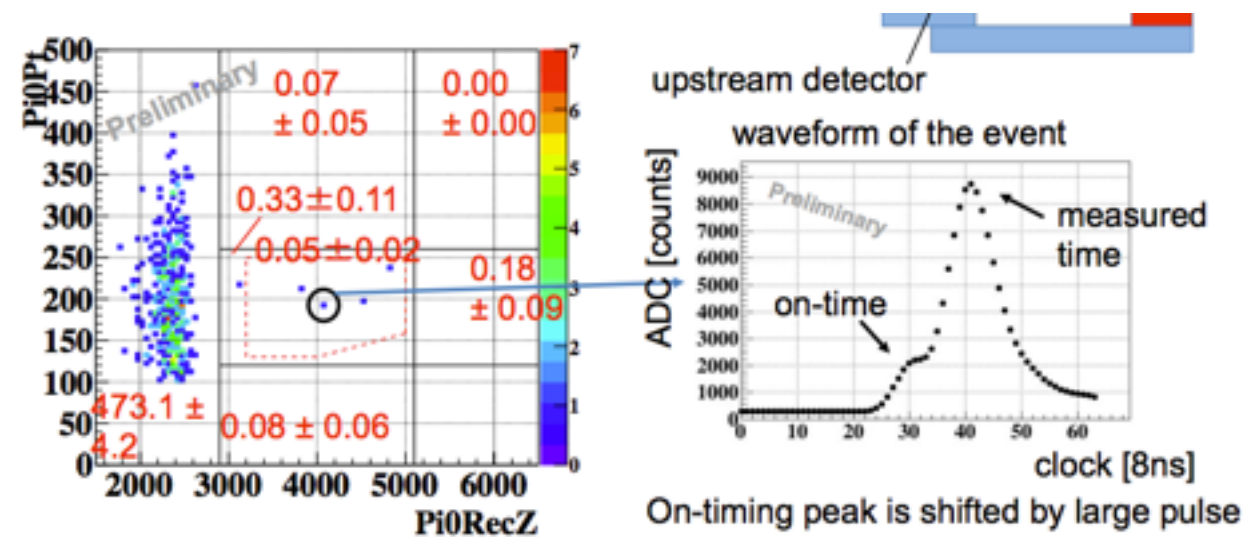 500
450
400
350
300
250
200
150
100
50
0
Pi0Pt
Preliminary
0.07
± 0.05
0.00
± 0.00
0.33±0.11
0.05±0.02
0.18
± 0.09
473.1 ±
4.2
0.08 ± 0.06
2000 3000 4000 5000 6000
Pi0RecZ
7
6
5
4
3
2
1
0
upstream detector
waveform of the event
ADC [counts]
9000
8000
7000
6000
5000
4000
3000
2000
1000
0
Preliminary
measured
time
on-time
0 10 20 30 40 50 60
clock [8ns]
On-timing peak is shifted by large pulse